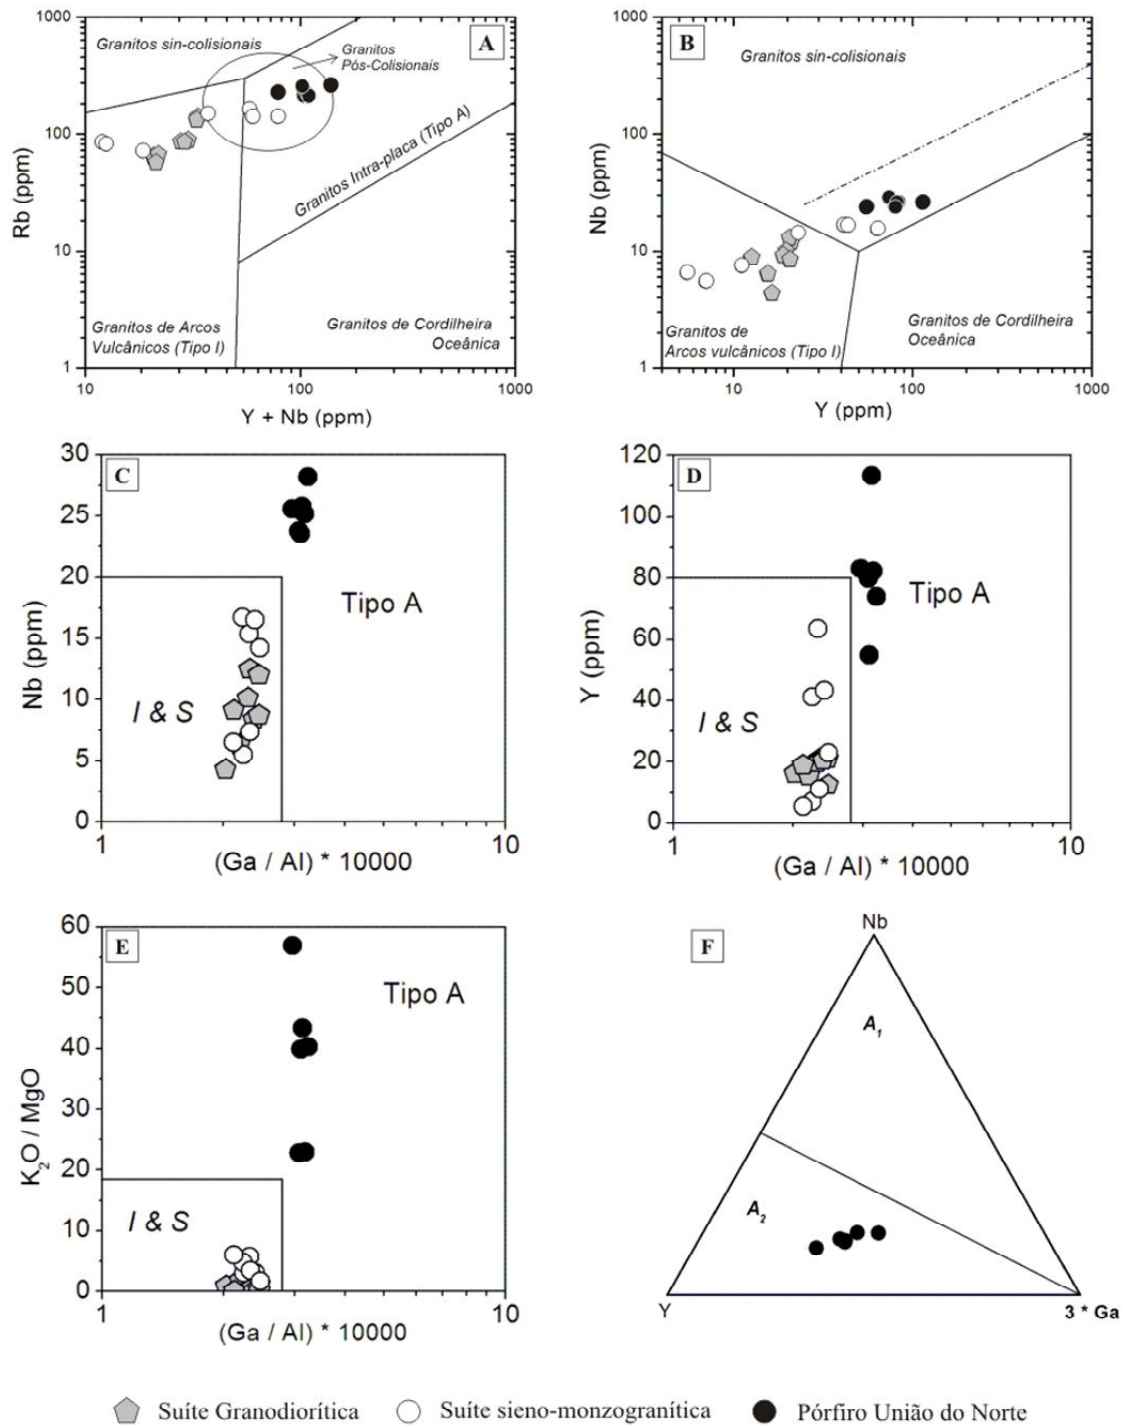 1000
100
10
1
Rb (ppm)
10
100
1000
Y + Nb (ppm)
A
Granitos sin-colisionais
Granitos
Pós-Colisionais
Granitos Intra-placa (Tipo A)
Granitos de Arcos
Vulcânicos (Tipo I)
Granitos de Cordilheira
Oceânica
1000
100
10
1
Nb (ppm)
10
100
1000
Y (ppm)
B
Granitos sin-colisionais
Granitos de
Arcos vulcânicos (Tipo I)
Granitos de Cordilheira
Oceânica
30
25
20
15
10
5
0
Nb (ppm)
1
10
(Ga / Al) * 10000
C
Tipo A
I & S
120
100
80
60
40
20
0
Y (ppm)
1
10
(Ga / Al) * 10000
D
Tipo A
I & S
60
50
40
30
20
10
0
K₂O / MgO
1
10
(Ga / Al) * 10000
E
Tipo A
I & S
F
Nb
A₁
A₂
Y
3 * Ga
Suíte Granodiorítica
Suíte sieno-monzogranítica
Pórfiro União do Norte